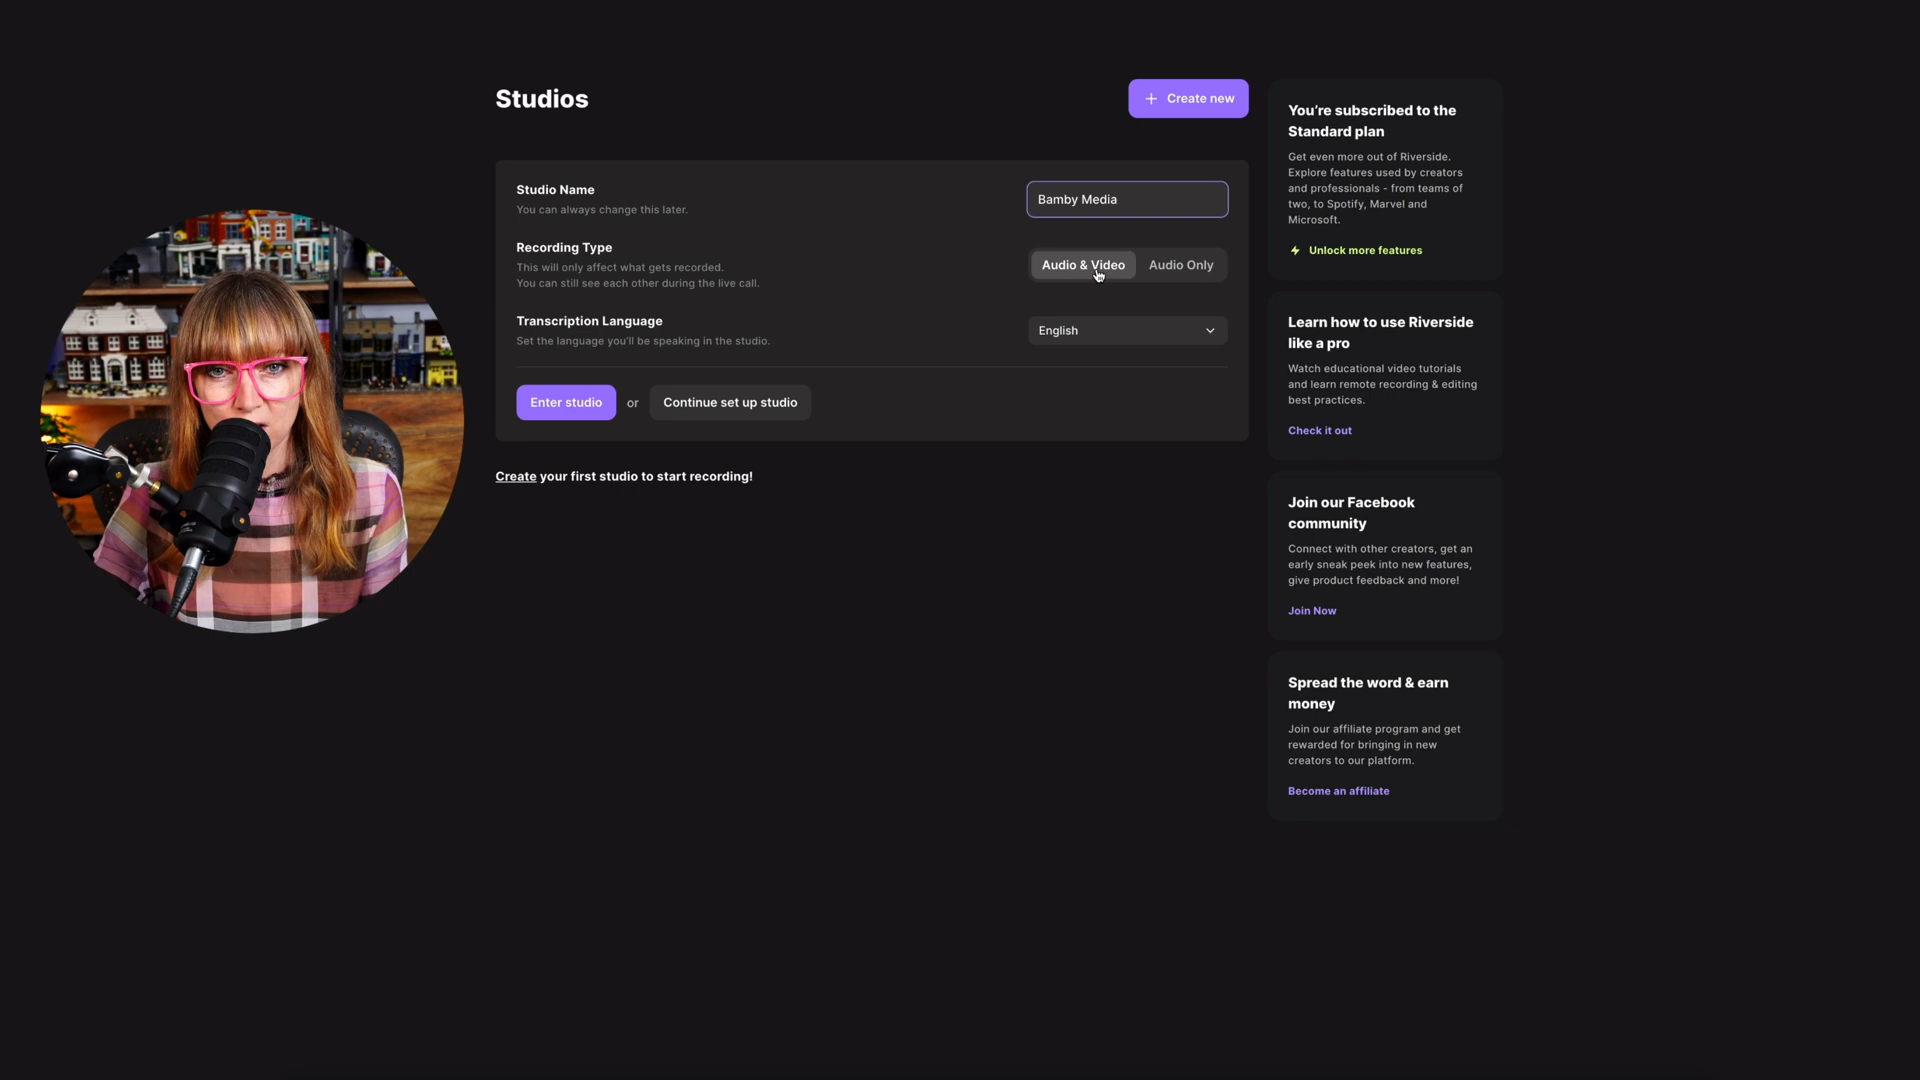 Studios
Create new
Studio Name
You can always change this later.
Bamby Media
Recording Type
This will only affect what gets recorded.
You can still see each other during the live call.
Audio & Video
Audio Only
Transcription Language
Set the language you'll be speaking in the studio.
English
Enter studio
or
Continue set up studio
Create your first studio to start recording!
You're subscribed to the
Standard plan
Get even more out of Riverside.
Explore features used by creators
and professionals - from teams of
two, to Spotify, Marvel and
Microsoft.
Unlock more features
Learn how to use Riverside
like a pro
Watch educational video tutorials
and learn remote recording & editing
best practices.
Check it out
Join our Facebook
community
Connect with other creators, get an
early sneak peek into new features,
give product feedback and more!
Join Now
Spread the word & earn
money
Join our affiliate program and get
rewarded for bringing in new
creators to our platform.
Become an affiliate